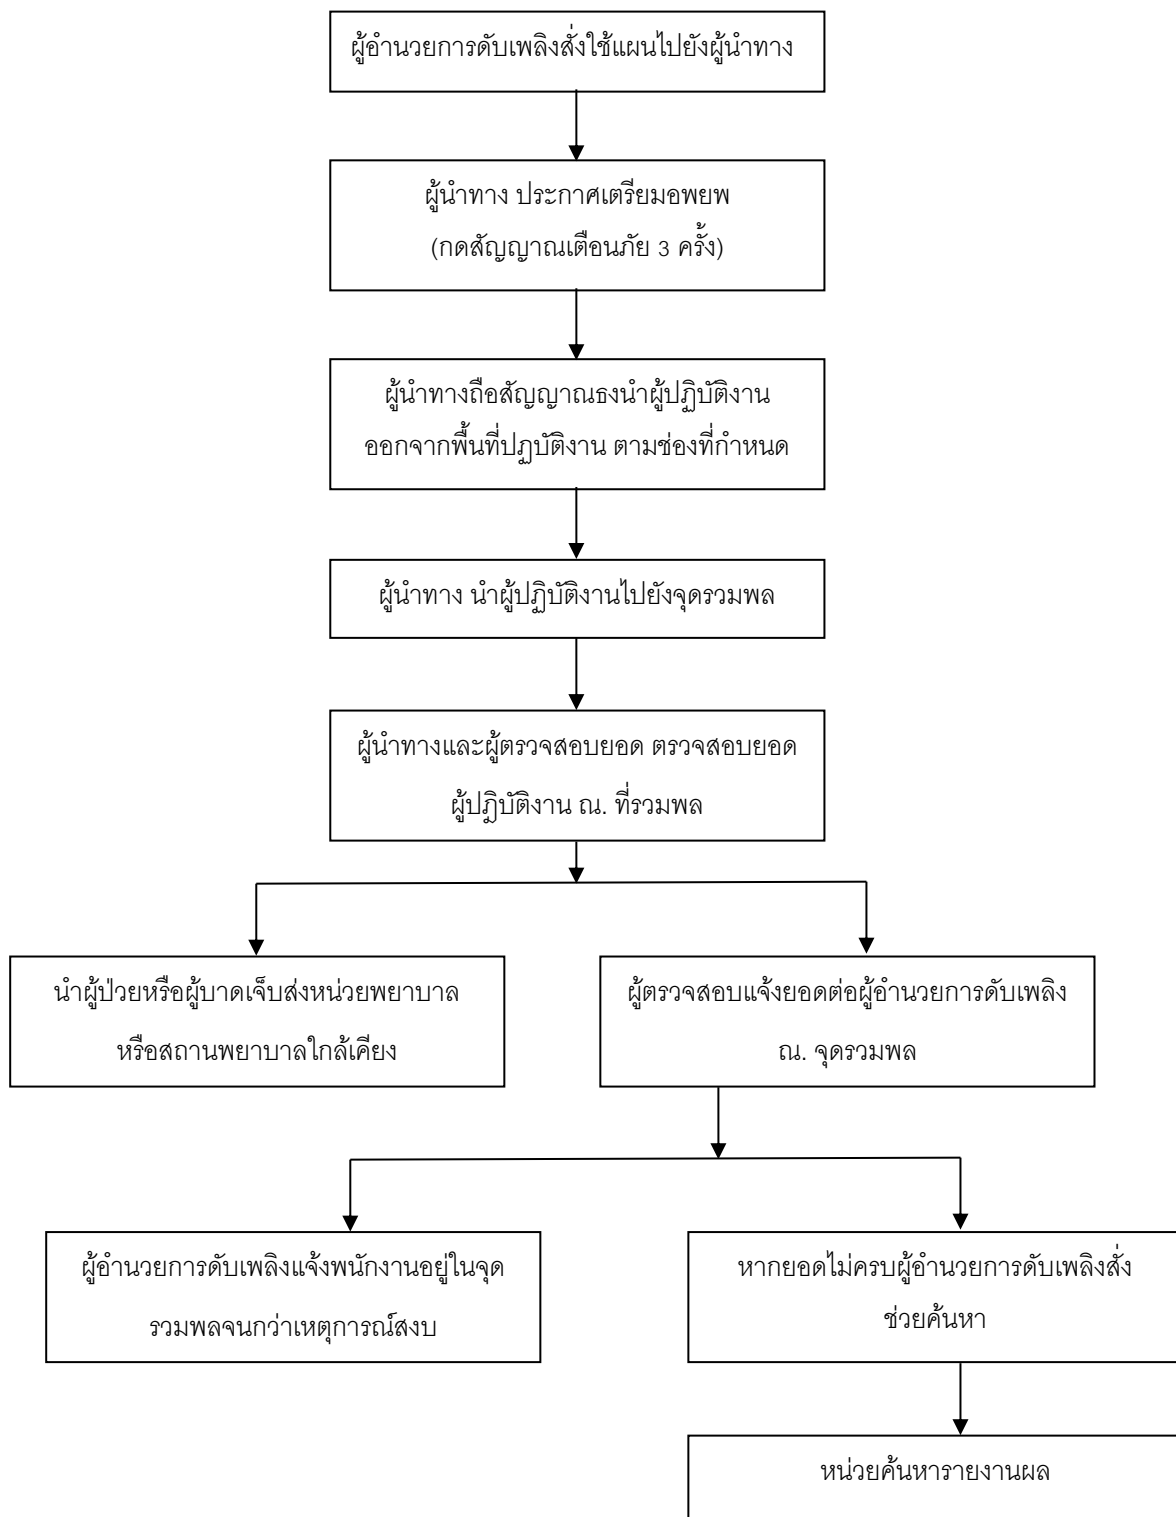 ผู้อำนวยการดับเพลิงสั่งใช้แผนไปยังผู้นำทาง
ผู้นำทาง ประกาศเตรียมอพยพ
(กดสัญญาณเตือนภัย 3 ครั้ง)
ผู้นำทางถือสัญญาณธงนำผู้ปฏิบัติงาน
ออกจากพื้นที่ปฏบัติงาน ตามช่องที่กำหนด
ผู้นำทาง นำผู้ปฏิบัติงานไปยังจุดรวมพล
ผู้นำทางและผู้ตรวจสอบยอด ตรวจสอบยอด
ผู้ปฎิบัติงาน ณ. ที่รวมพล
นำผู้ป่วยหรือผู้บาดเจ็บส่งหน่วยพยาบาล
หรือสถานพยาบาลใกล้เคียง
ผู้ตรวจสอบแจ้งยอดต่อผู้อำนวยการดับเพลิง
ณ. จุดรวมพล
ผู้อำนวยการดับเพลิงแจ้งพนักงานอยู่ในจุด
รวมพลจนกว่าเหตุการณ์สงบ
หากยอดไม่ครบผู้อำนวยการดับเพลิงสั่ง
ช่วยค้นหา
หน่วยค้นหารายงานผล